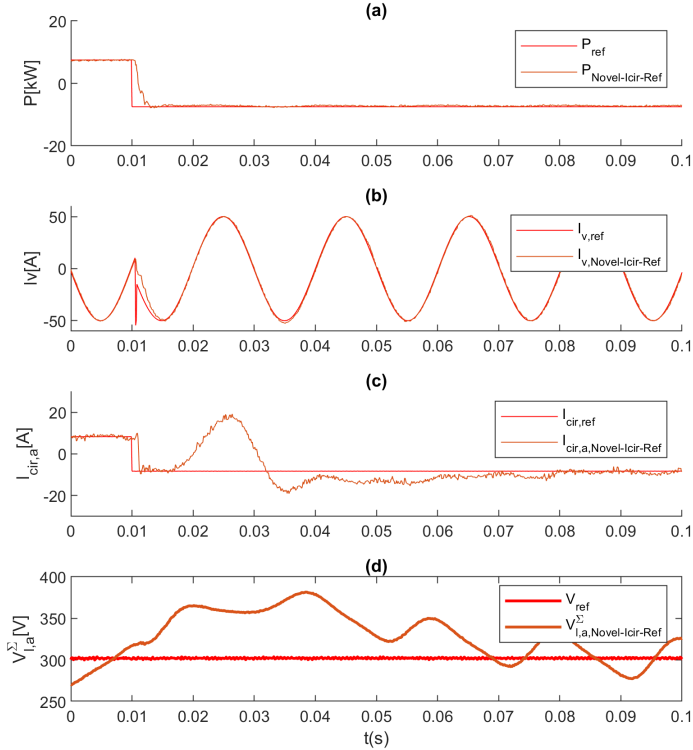 (a)
P[kW]
20
0
-20
P_ref
P_Novel-Icir-Ref
0 0.01 0.02 0.03 0.04 0.05 0.06 0.07 0.08 0.09 0.1
(b)
Iv[A]
50
0
-50
I_v,ref
I_v,Novel-Icir-Ref
0 0.01 0.02 0.03 0.04 0.05 0.06 0.07 0.08 0.09 0.1
(c)
I_cir,a[A]
20
0
-20
I_cir,ref
I_cir,a,Novel-Icir-Ref
0 0.01 0.02 0.03 0.04 0.05 0.06 0.07 0.08 0.09 0.1
(d)
V^Σ_l,a[V]
400
350
300
250
V_ref
V^Σ_l,a,Novel-Icir-Ref
0 0.01 0.02 0.03 0.04 0.05 0.06 0.07 0.08 0.09 0.1
t(s)